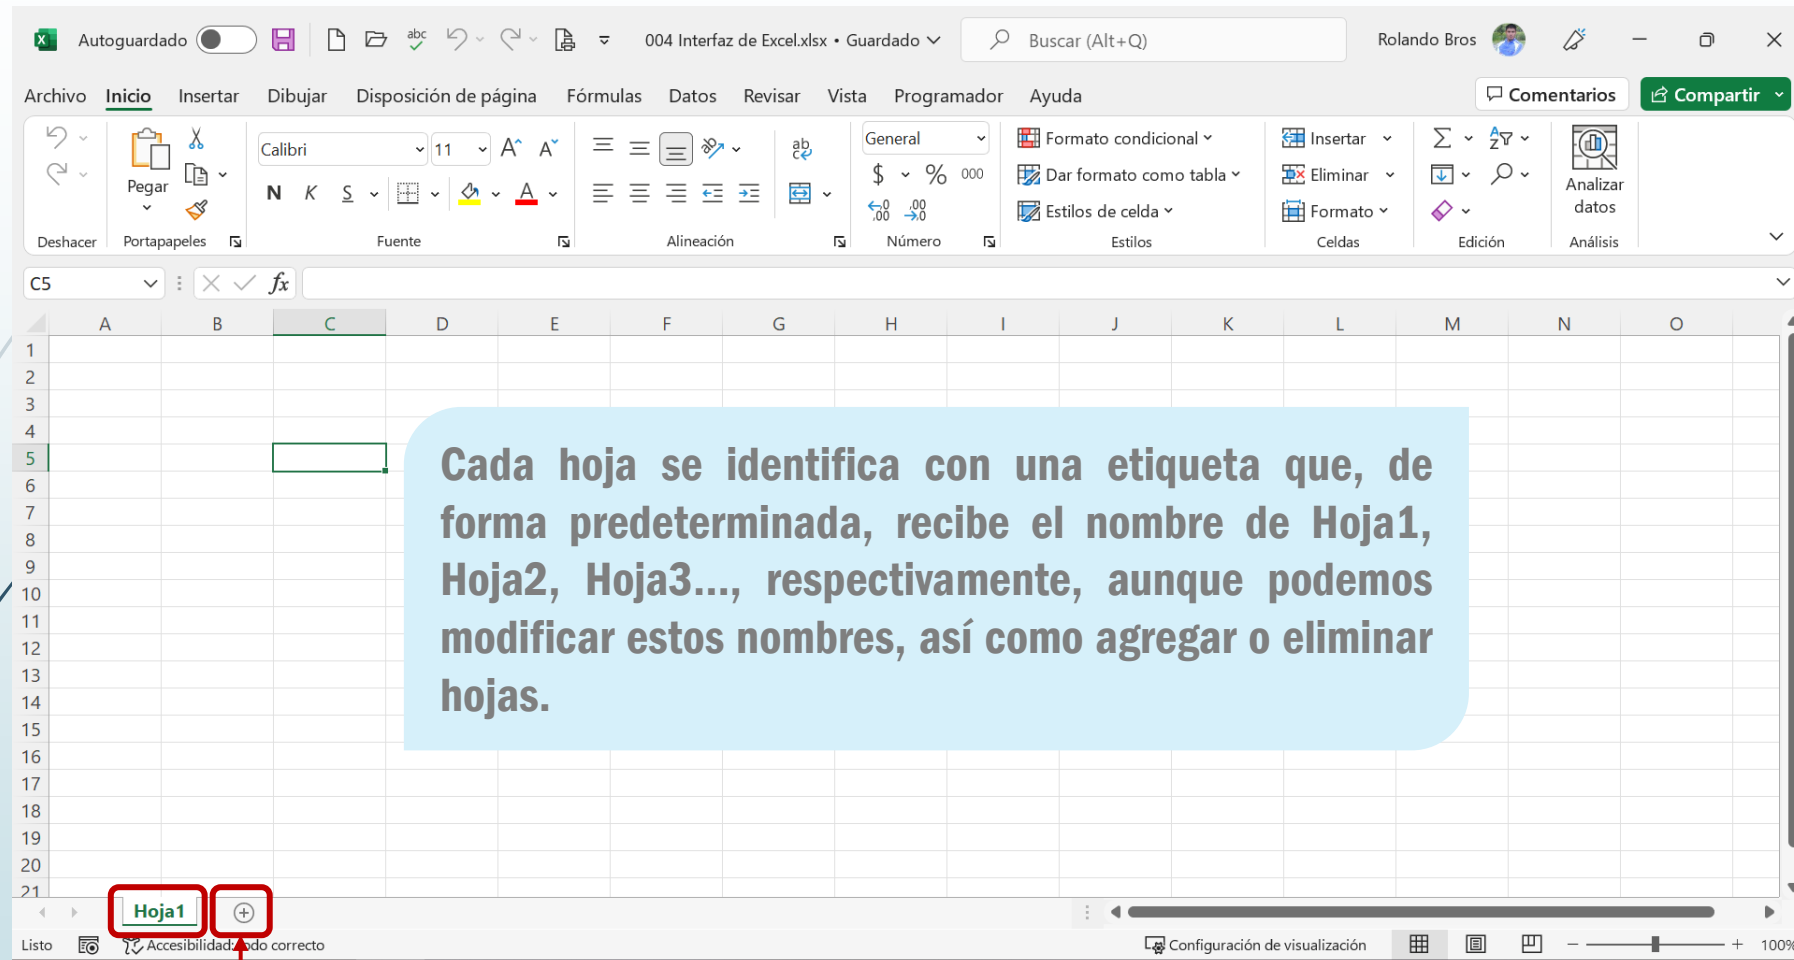 Autoguardado
abc
004 Interfaz de Excel.xlsx • Guardado
Buscar (Alt+Q)
Rolando Bros
Archivo Inicio Insertar Dibujar Disposición de página Fórmulas Datos Revisar Vista Programador Ayuda
Comentarios
Compartir
Pegar
Calibri
11
N K S
ab
General
$ % 000
Formato condicional
Dar formato como tabla
Estilos de celda
Insertar
Eliminar
Formato
Analizar
datos
Deshacer Portapapeles Fuente Alineación Número Estilos Celdas Edición Análisis
C5
fx
A B C D E F G H I J K L M N O
1
2
3
4
5
6
7
8
9
10
11
12
13
14
15
16
17
18
19
20
21
Cada hoja se identifica con una etiqueta que, de
forma predeterminada, recibe el nombre de Hoja1,
Hoja2, Hoja3..., respectivamente, aunque podemos
modificar estos nombres, así como agregar o eliminar
hojas.
Hoja1
Listo
Accesibilidad: todo correcto
Configuración de visualización
100%